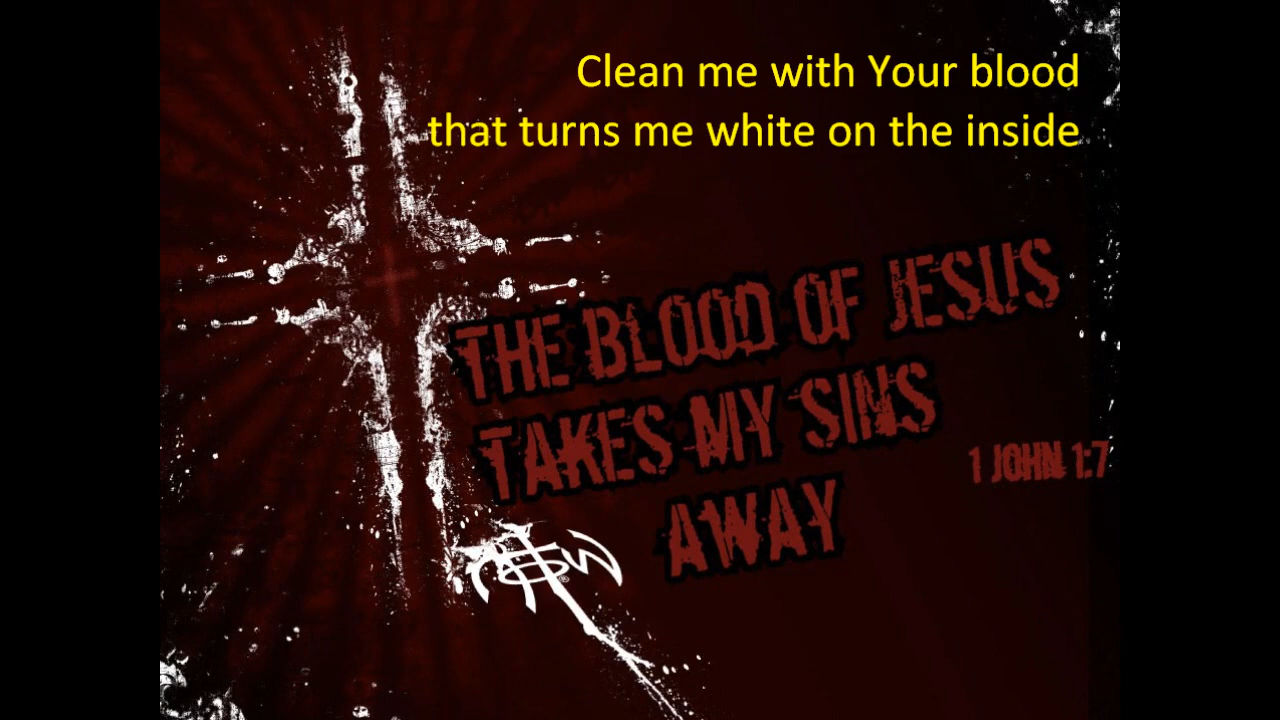 Clean me with Your blood
that turns me white on the inside
THE BLOOD OF JESUS
TAKES MY SINS
AWAY
1 JOHN 1:7